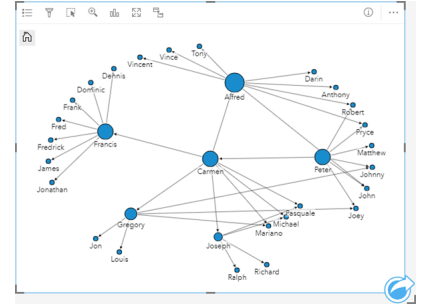 Tony
Vince
Vincent
Dennis
Darin
Dominic
Alfred
Anthony
Frank
Robert
Fred
Pryce
Fredrick
Francis
Matthew
James
Carmen
Peter
Johnny
Jonathan
John
Pasquale
Joey
Gregory
Michael
Mariano
Jon
Joseph
Louis
Richard
Ralph